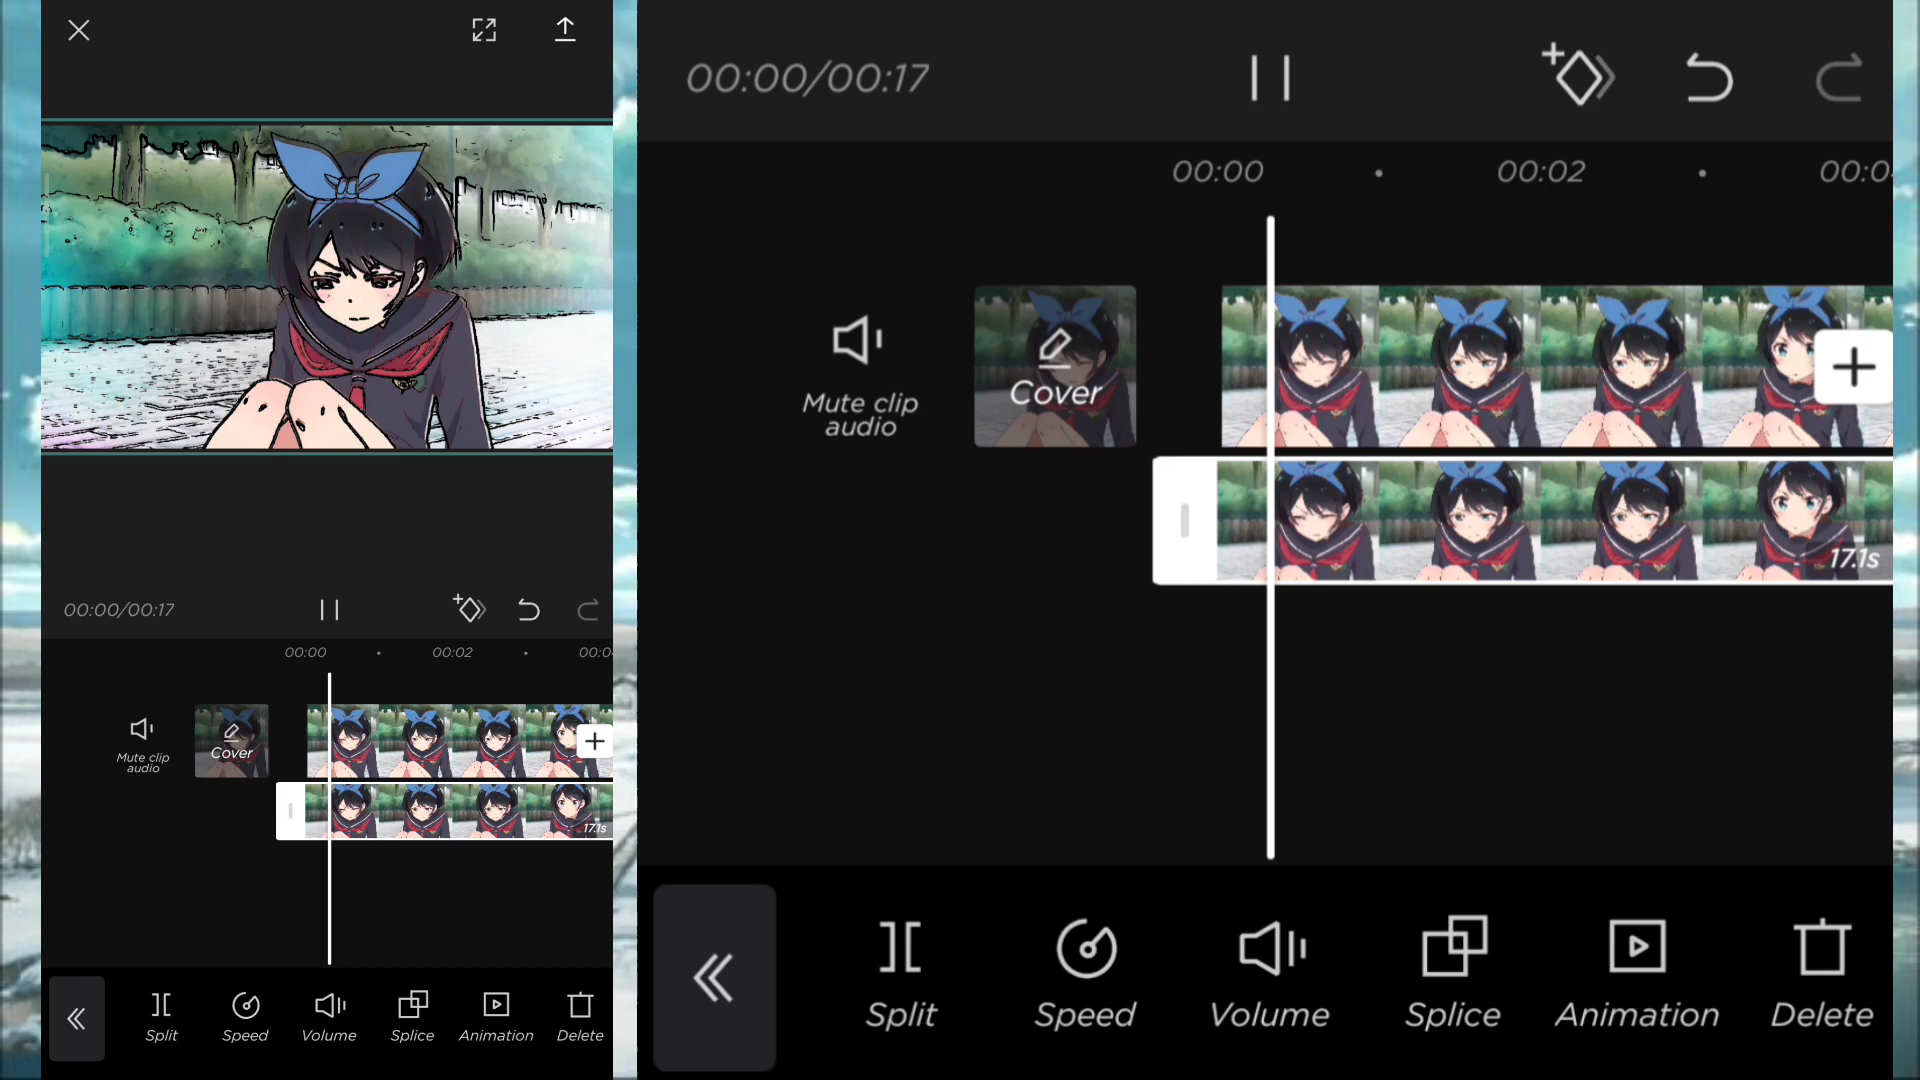 00:00/00:17
00:00
00:02
Mute clip
audio
Cover
17.1s
Split
Speed
Volume
Splice
Animation
Delete
00:00/00:17
00:00
00:02
00:0
Mute clip
audio
Cover
17.1s
Split
Speed
Volume
Splice
Animation
Delete